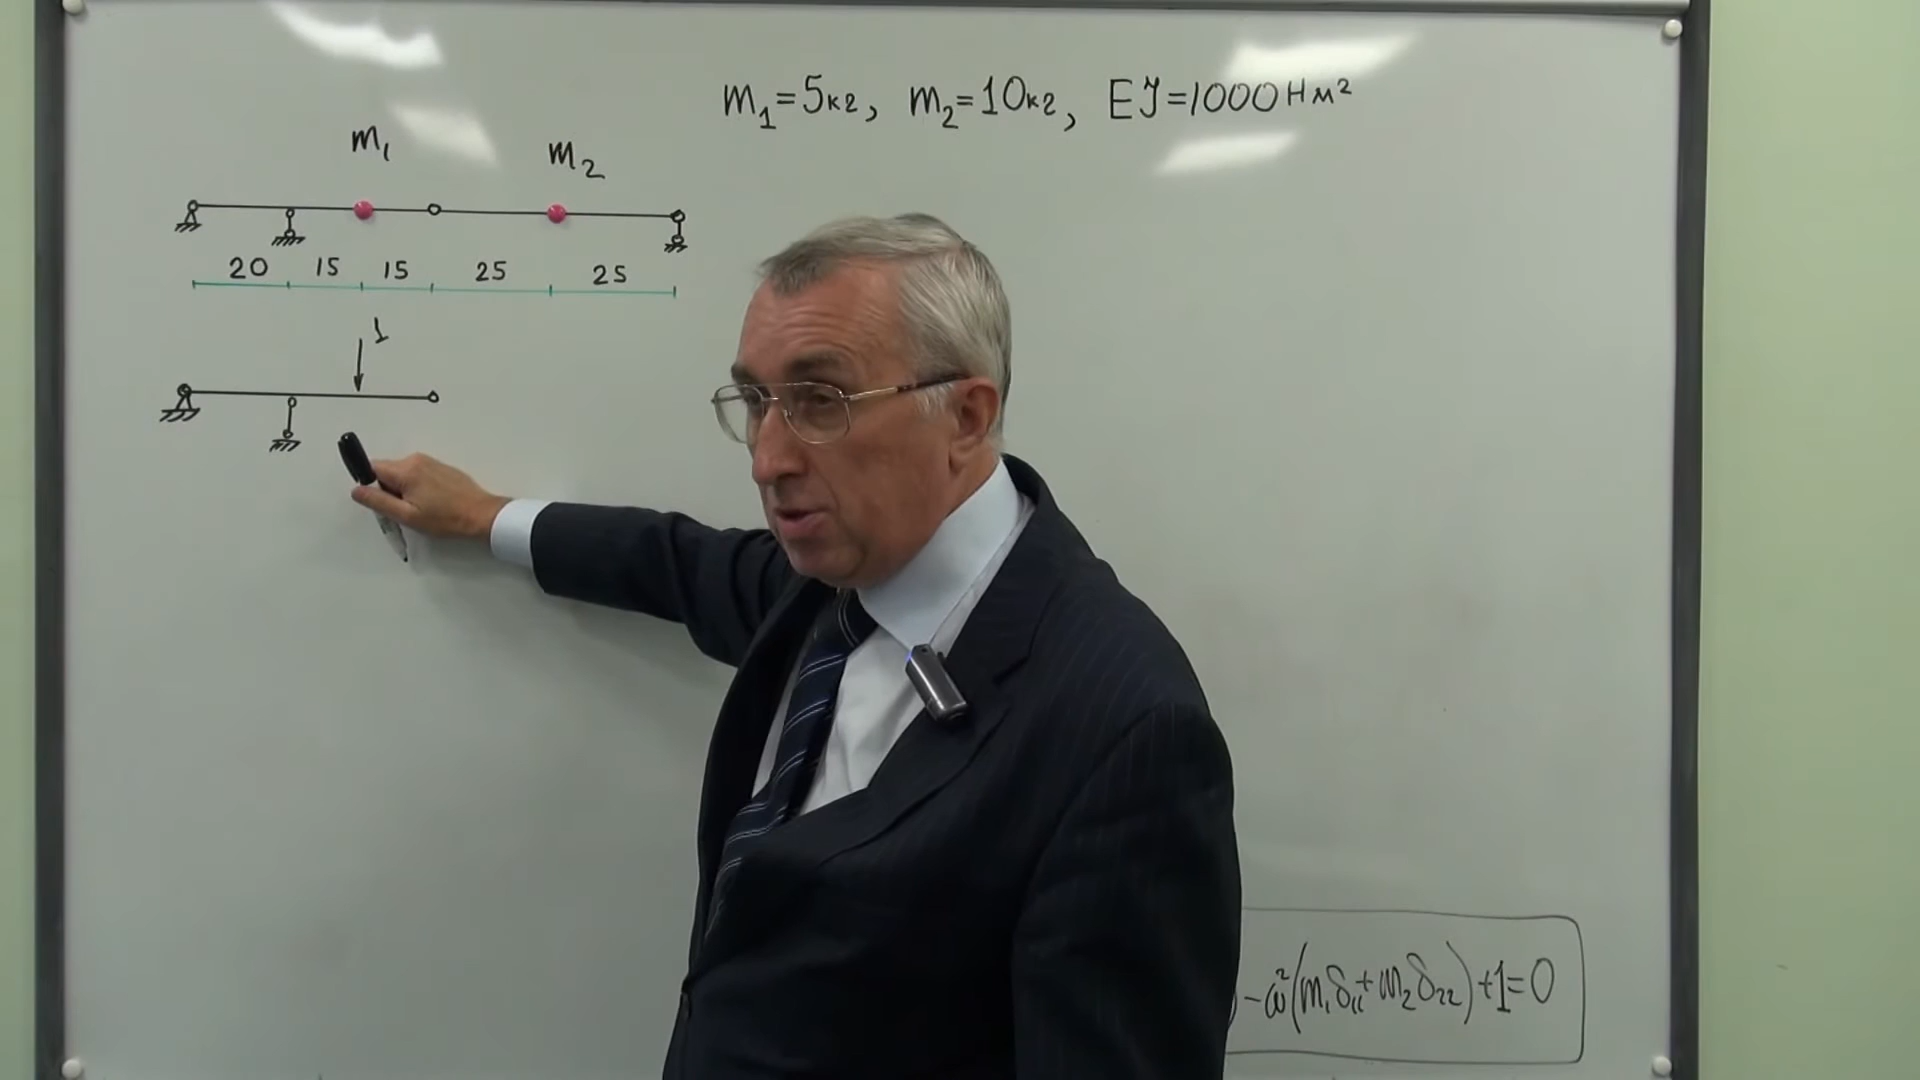 m₁=5кг, m₂=10кг, EJ=1000Нм²
m₁ m₂
20 15 15 25 25
1
) -ω²(m₁δ₁₁+m₂δ₂₂)+1=0